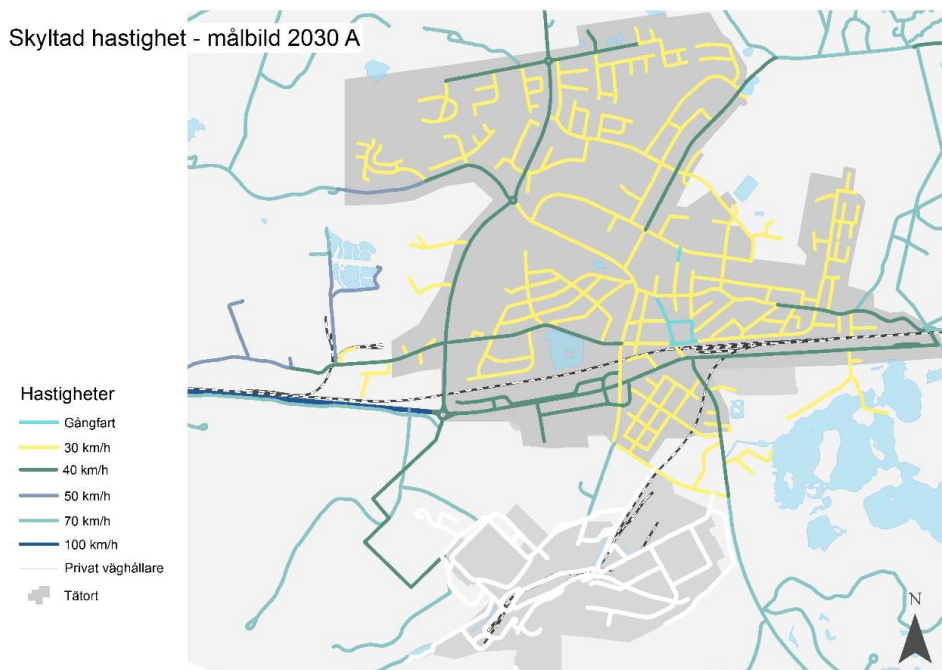 Skyltad hastighet - målbild 2030 A
Hastigheter
Gångfart
30 km/h
40 km/h
50 km/h
70 km/h
100 km/h
Privat väghållare
Tätort
N